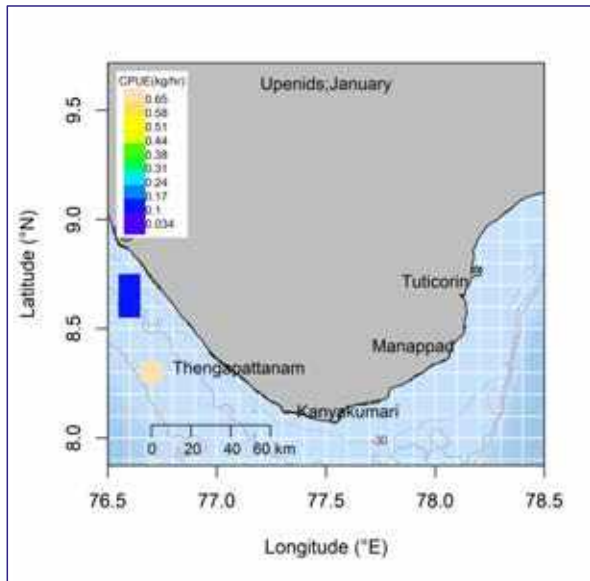 CPUE(kg/hr)
0.65
0.58
0.51
0.44
0.38
0.31
0.24
0.17
0.1
0.034
Upenids;January
Tuticorin
Manappad
Thengapattanam
Kanyakumari
0 20 40 60 km
-30
9.5
9.0
8.5
8.0
Latitude (°N)
76.5 77.0 77.5 78.0 78.5
Longitude (°E)